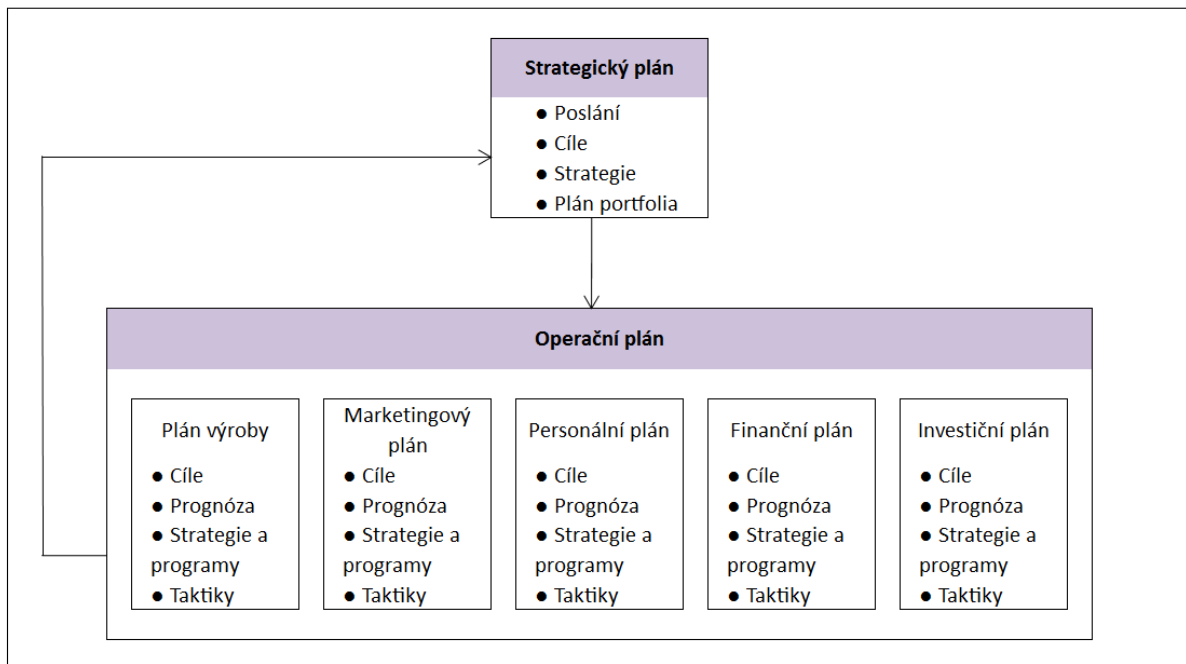 Strategický plán
● Poslání
● Cíle
● Strategie
● Plán portfolia
Operační plán
Plán výroby
● Cíle
● Prognóza
● Strategie a
programy
● Taktiky
Marketingový
plán
● Cíle
● Prognóza
● Strategie a
programy
● Taktiky
Personální plán
● Cíle
● Prognóza
● Strategie a
programy
● Taktiky
Finanční plán
● Cíle
● Prognóza
● Strategie a
programy
● Taktiky
Investiční plán
● Cíle
● Prognóza
● Strategie a
programy
● Taktiky